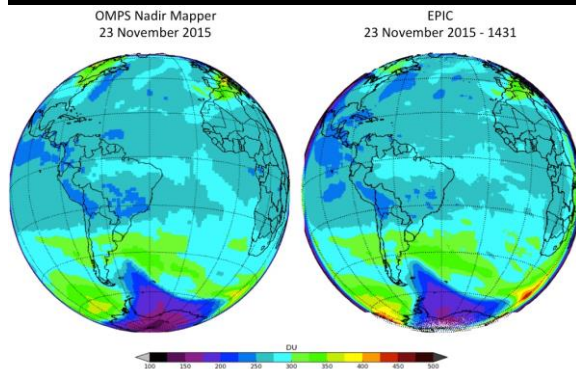 OMPS Nadir Mapper
23 November 2015
EPIC
23 November 2015 - 1431
DU
100 150 200 250 300 350 400 450 500